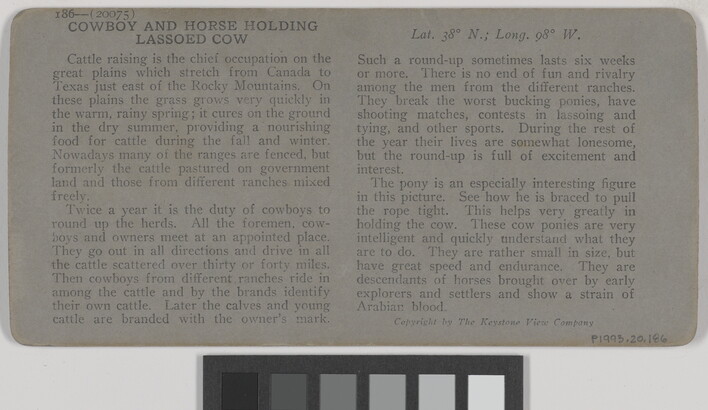 186—(20075)
COWBOY AND HORSE HOLDING
LASSOED COW
Cattle raising is the chief occupation on the
great plains which stretch from Canada to
Texas just east of the Rocky Mountains. On
these plains the grass grows very quickly in
the warm, rainy spring; it cures on the ground
in the dry summer, providing a nourishing
food for cattle during the fall and winter.
Nowadays many of the ranges are fenced, but
formerly the cattle pastured on government
land and those from different ranches mixed
freely.
Twice a year it is the duty of cowboys to
round up the herds. All the foremen, cow-
boys and owners meet at an appointed place.
They go out in all directions and drive in all
the cattle scattered over thirty or forty miles.
Then cowboys from different ranches ride in
among the cattle and by the brands identify
their own cattle. Later the calves and young
cattle are branded with the owner's mark.
Lat. 38° N.; Long. 98° W.
Such a round-up sometimes lasts six weeks
or more. There is no end of fun and rivalry
among the men from the different ranches.
They break the worst bucking ponies, have
shooting matches, contests in lassoing and
tying, and other sports. During the rest of
the year their lives are somewhat lonesome,
but the round-up is full of excitement and
interest.
The pony is an especially interesting figure
in this picture. See how he is braced to pull
the rope tight. This helps very greatly in
holding the cow. These cow ponies are very
intelligent and quickly understand what they
are to do. They are rather small in size, but
have great speed and endurance. They are
descendants of horses brought over by early
explorers and settlers and show a strain of
Arabian blood.
Copyright by The Keystone View Company
P1993.20.186